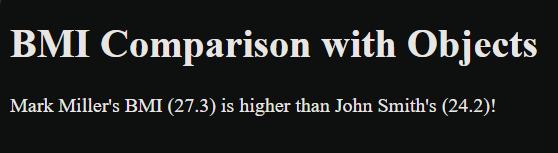 BMI Comparison with Objects
Mark Miller's BMI (27.3) is higher than John Smith's (24.2)!